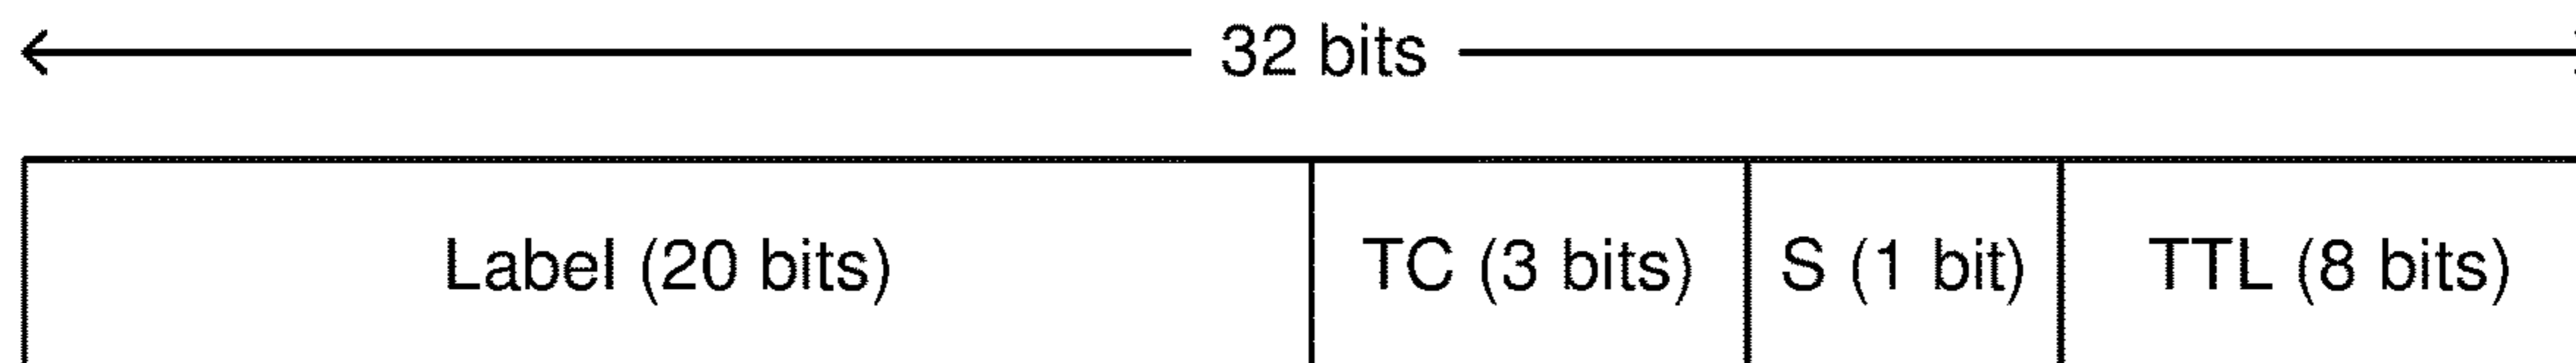 32 bits
Label (20 bits) TC (3 bits) S (1 bit) TTL (8 bits)